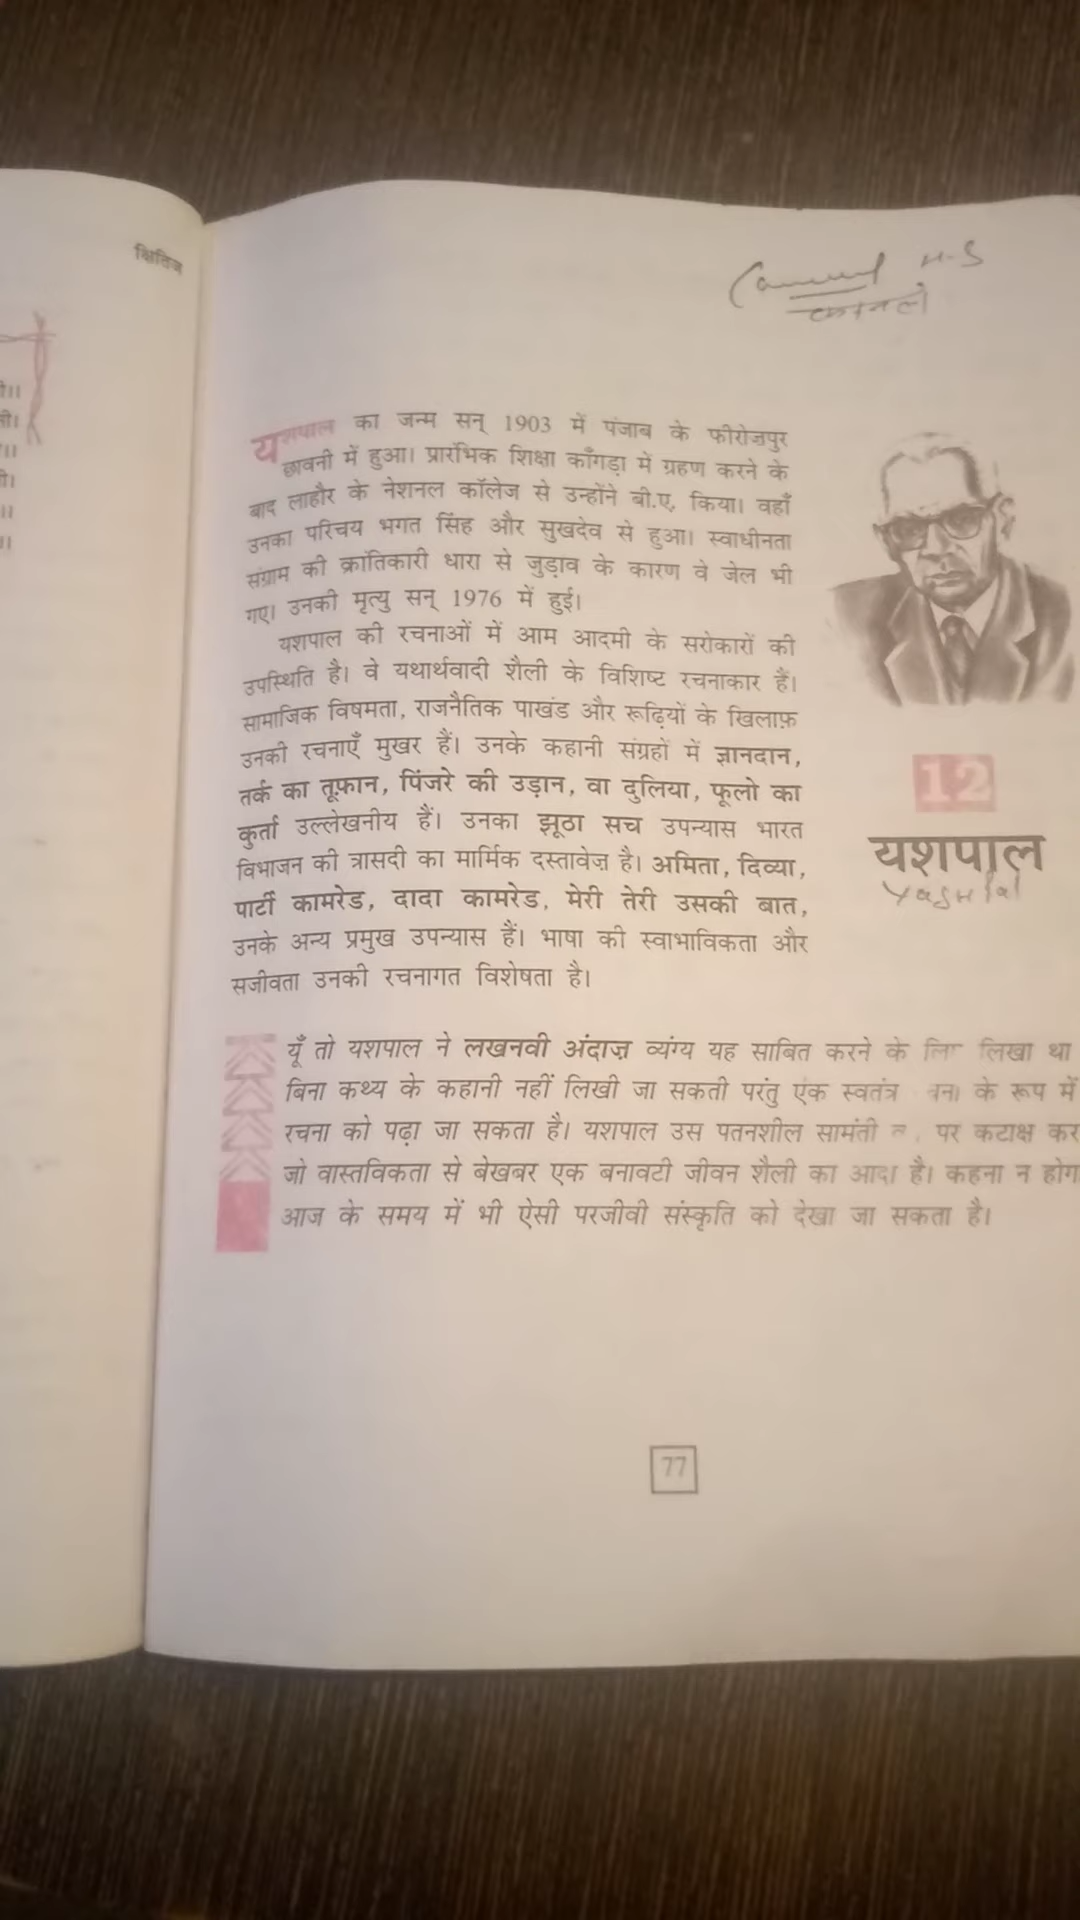 क्षितिज
यशपाल का जन्म सन् 1903 में पंजाब के फीरोज़पुर
छावनी में हुआ। प्रारंभिक शिक्षा काँगड़ा में ग्रहण करने के
बाद लाहौर के नेशनल कॉलेज से उन्होंने बी.ए. किया। वहाँ
उनका परिचय भगत सिंह और सुखदेव से हुआ। स्वाधीनता
संग्राम की क्रांतिकारी धारा से जुड़ाव के कारण वे जेल भी
गए। उनकी मृत्यु सन् 1976 में हुई।
यशपाल की रचनाओं में आम आदमी के सरोकारों की
उपस्थिति है। वे यथार्थवादी शैली के विशिष्ट रचनाकार हैं।
सामाजिक विषमता, राजनैतिक पाखंड और रूढ़ियों के खिलाफ़
उनकी रचनाएँ मुखर हैं। उनके कहानी संग्रहों में ज्ञानदान,
तर्क का तूफ़ान, पिंजरे की उड़ान, वा दुलिया, फूलो का
कुर्ता उल्लेखनीय हैं। उनका झूठा सच उपन्यास भारत
विभाजन की त्रासदी का मार्मिक दस्तावेज़ है। अमिता, दिव्या,
पार्टी कामरेड, दादा कामरेड, मेरी तेरी उसकी बात,
उनके अन्य प्रमुख उपन्यास हैं। भाषा की स्वाभाविकता और
सजीवता उनकी रचनागत विशेषता है।
12
यशपाल
Yashpal
यूँ तो यशपाल ने लखनवी अंदाज़ व्यंग्य यह साबित करने के लिखा था
बिना कथ्य के कहानी नहीं लिखी जा सकती परंतु एक स्वतंत्र के रूप में
रचना को पढ़ा जा सकता है। यशपाल उस पतनशील सामंती पर कटाक्ष कर
जो वास्तविकता से बेखबर एक बनावटी जीवन शैली का है। कहना न
आज के समय में भी ऐसी परजीवी संस्कृति को देखा जा सकता है।
77